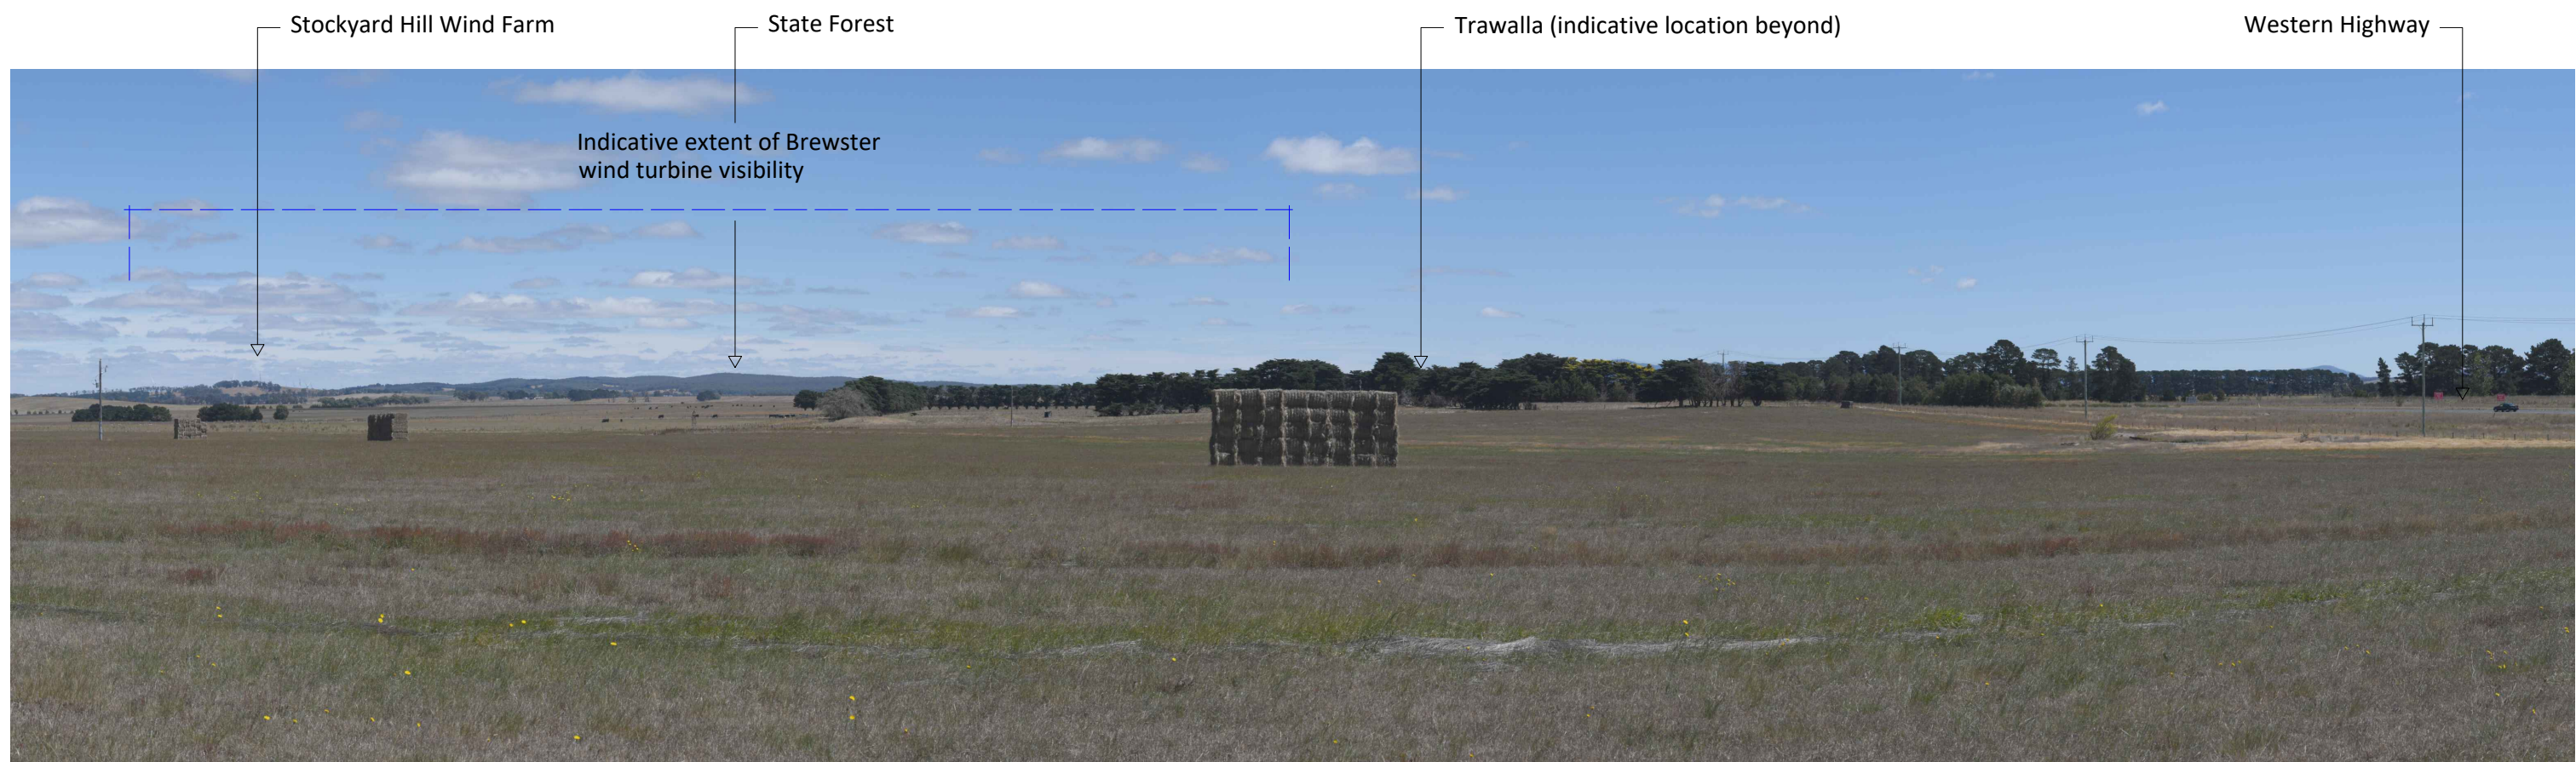 Stockyard Hill Wind Farm
State Forest
Trawalla (indicative location beyond)
Western Highway
Indicative extent of Brewster
wind turbine visibility